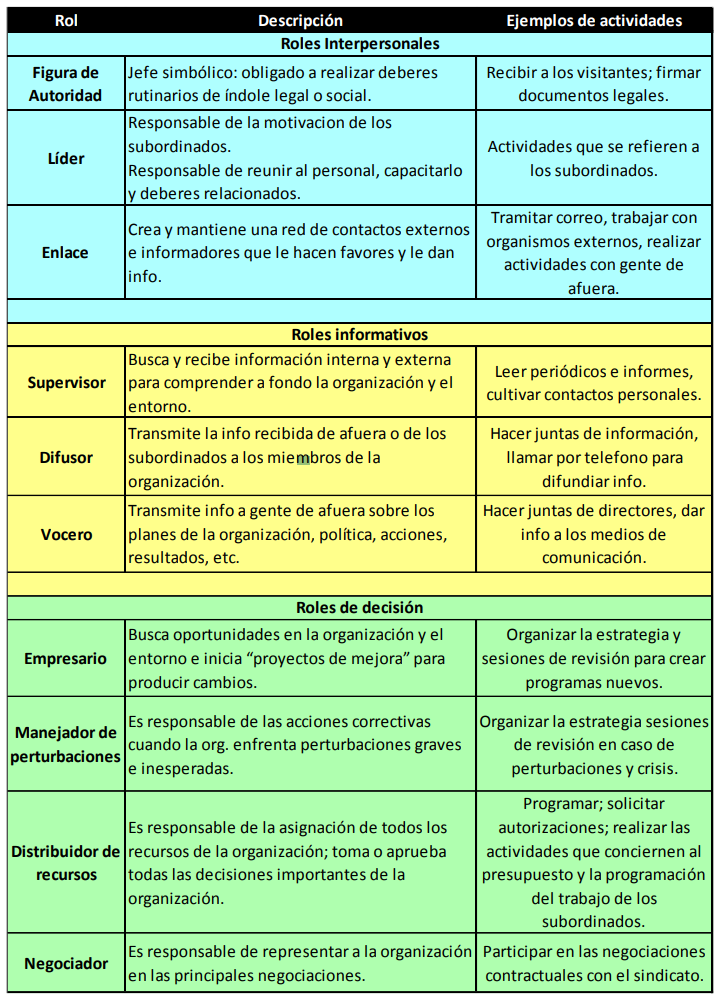 Rol Descripción Ejemplos de actividades
Roles Interpersonales
Figura de
Autoridad
Jefe simbólico: obligado a realizar deberes
rutinarios de índole legal o social.
Recibir a los visitantes; firmar
documentos legales.
Líder
Responsable de la motivacion de los
subordinados.
Responsable de reunir al personal, capacitarlo
y deberes relacionados.
Actividades que se refieren a
los subordinados.
Enlace
Crea y mantiene una red de contactos externos
e informadores que le hacen favores y le dan
info.
Tramitar correo, trabajar con
organismos externos, realizar
actividades con gente de
afuera.
Roles informativos
Supervisor
Busca y recibe información interna y externa
para comprender a fondo la organización y el
entorno.
Leer periódicos e informes,
cultivar contactos personales.
Difusor
Transmite la info recibida de afuera o de los
subordinados a los miembros de la
organización.
Hacer juntas de información,
llamar por telefono para
difundiar info.
Vocero
Transmite info a gente de afuera sobre los
planes de la organización, política, acciones,
resultados, etc.
Hacer juntas de directores, dar
info a los medios de
comunicación.
Roles de decisión
Empresario
Busca oportunidades en la organización y el
entorno e inicia “proyectos de mejora” para
producir cambios.
Organizar la estrategia y
sesiones de revisión para crear
programas nuevos.
Manejador de
perturbaciones
Es responsable de las acciones correctivas
cuando la org. enfrenta perturbaciones graves
e inesperadas.
Organizar la estrategia sesiones
de revisión en caso de
perturbaciones y crisis.
Distribuidor de
recursos
Es responsable de la asignación de todos los
recursos de la organización; toma o aprueba
todas las decisiones importantes de la
organización.
Programar; solicitar
autorizaciones; realizar las
actividades que conciernen al
presupuesto y la programación
del trabajo de los
subordinados.
Negociador
Es responsable de representar a la organización
en las principales negociaciones.
Participar en las negociaciones
contractuales con el sindicato.